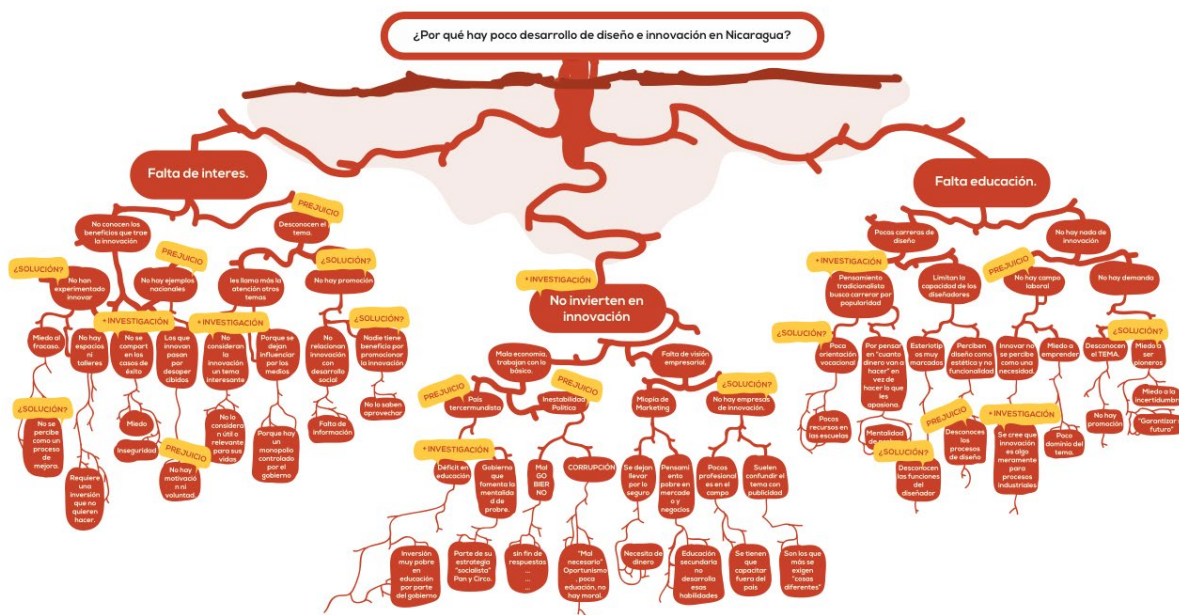 ¿Por qué hay poco desarrollo de diseño e innovación en Nicaragua?
Falta de interes.
PREJUICIO
Desconocen el
tema.
No conocen los
beneficios que trae
la innovación
¿SOLUCIÓN?
No han
experimentado
innovar
PREJUICIO
No hay ejemplos
nacionales
les llama más la
atención otros
temas
¿SOLUCIÓN?
No hay promoción
Miedo al
fracaso.
No hay
espacios ni
talleres
+ INVESTIGACIÓN
No se
compart
en los
casos de
éxito
Los que
innovan
pasan por
desaper
cibidos
+ INVESTIGACIÓN
No
consideran
la
innovación
un tema
interesante
Porque se
dejan
influenciar
por los
medios
No
relacionan
innovación
con
desarrollo
social
¿SOLUCIÓN?
Nadie tiene
beneficio por
promocionar la
innovación
¿SOLUCIÓN?
No se
percibe
como un
proceso
de
mejora.
Requiere
una
inversión
que no
quieren
hacer.
Miedo
Inseguridad
PREJUICIO
No hay
motivació
n ni
voluntad.
No lo
considera
n útil o
relevante
para sus
vidas
Porque hay
un
monopolio
controlado
por el
gobierno
Falta de
información
No lo saben
aprovechar
+ INVESTIGACIÓN
No invierten en
innovación
Mala economía,
trabajan con lo
básico.
Falta de visión
empresarial.
PREJUICIO
País
tercermundista
PREJUICIO
Inestabilidad
Política
Miopía de
Marketing
¿SOLUCIÓN?
No hay empresas
de innovación.
+ INVESTIGACIÓN
Déficit en
educación
Gobierno
que
fomenta la
mentalida
d de
probre.
Mal
GO
BIER
NO
CORRUPCIÓN
Se dejan
llevar
por lo
seguro
Pensami
ento
pobre en
mercade
o y
negocios
Pocos
profesional
es en el
campo
Suelen
confundir el
tema con
publicidad
Inversión
muy pobre
en
educación
por parte
del gobierno
Parte de su
estrategia
"socialista"
Pan y Circo.
sin fin de
respuestas
...
...
"Mal
necesario"
Oportunismo
, poca
eduación, no
hay moral.
Necesita de
dinero
Educación
secundaria
no
desarrolla
esas
habilidades
Se tienen
que
capacitar
fuera del
país
Son los que
más se
exigen
"cosas
diferentes"
Falta educación.
Pocas carreras de
diseño
No hay nada de
innovación
+ INVESTIGACIÓN
Pensamiento
tradicionalista
busca carrerar por
popularidad
Limitan la
capacidad de los
diseñadores
PREJUICIO
No hay campo
laboral
No hay demanda
¿SOLUCIÓN?
Poca
orientación
vocacional
Por pensar
en "cuanto
dinero van a
hacer" en vez
de hacer lo que
les
apasiona.
Esteriotip
os muy
marcados
Perciben
diseño como
estética y no
funcionalidad
Innovar no
se percibe
como una
necesidad.
Miedo a
emprender
Desconocen
el TEMA.
¿SOLUCIÓN?
Miedo a
ser
pioneros
Pocos
recursos en
las escuelas
Mentalidad
¿SOLUCIÓN?
Desconocen
las funciones
del
diseñador
PREJUICIO
Desconoces
los
procesos
de diseño
+ INVESTIGACIÓN
Se cree que
innovación
es algo
meramente
para
procesos
industriales
Poco
dominio del
tema.
No hay
promoción
Miedo a la
incertidumbre
"Garantizar su
futuro"